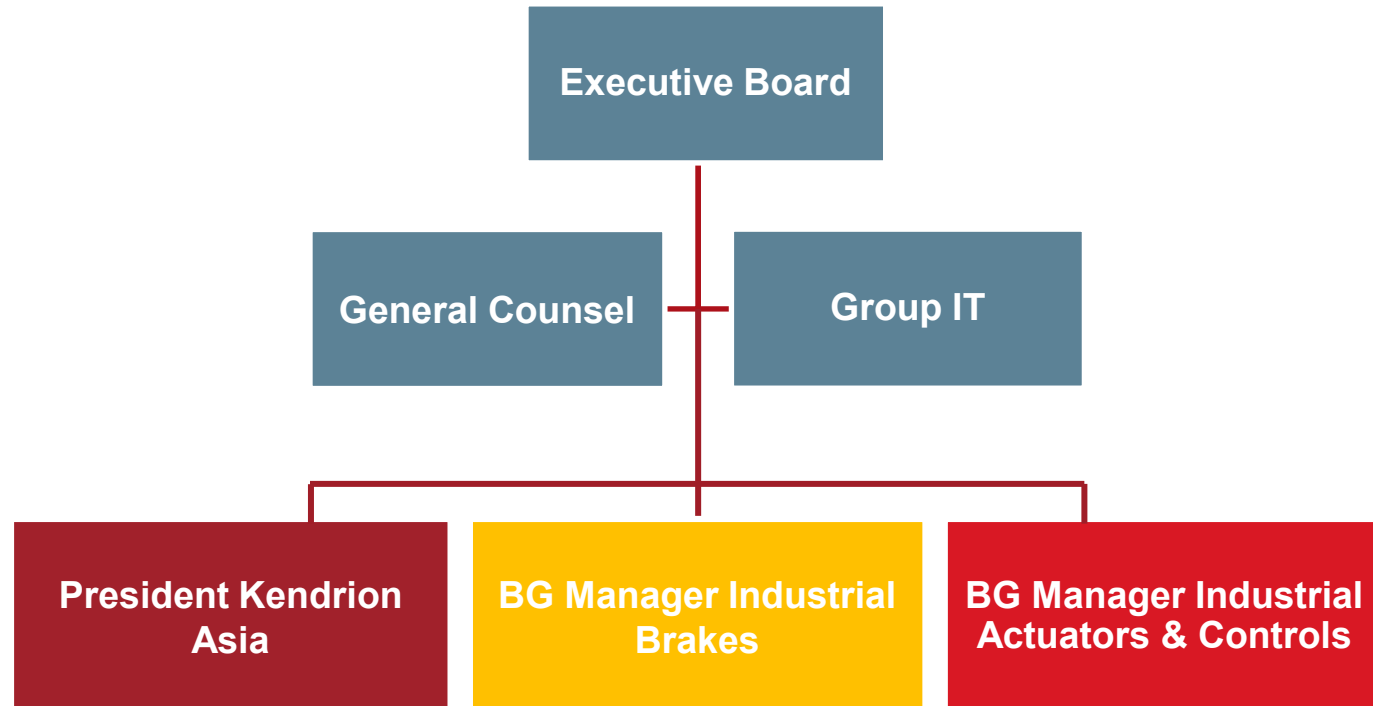 Executive Board
General Counsel
Group IT
President Kendrion
Asia
BG Manager Industrial
Brakes
BG Manager Industrial
Actuators & Controls